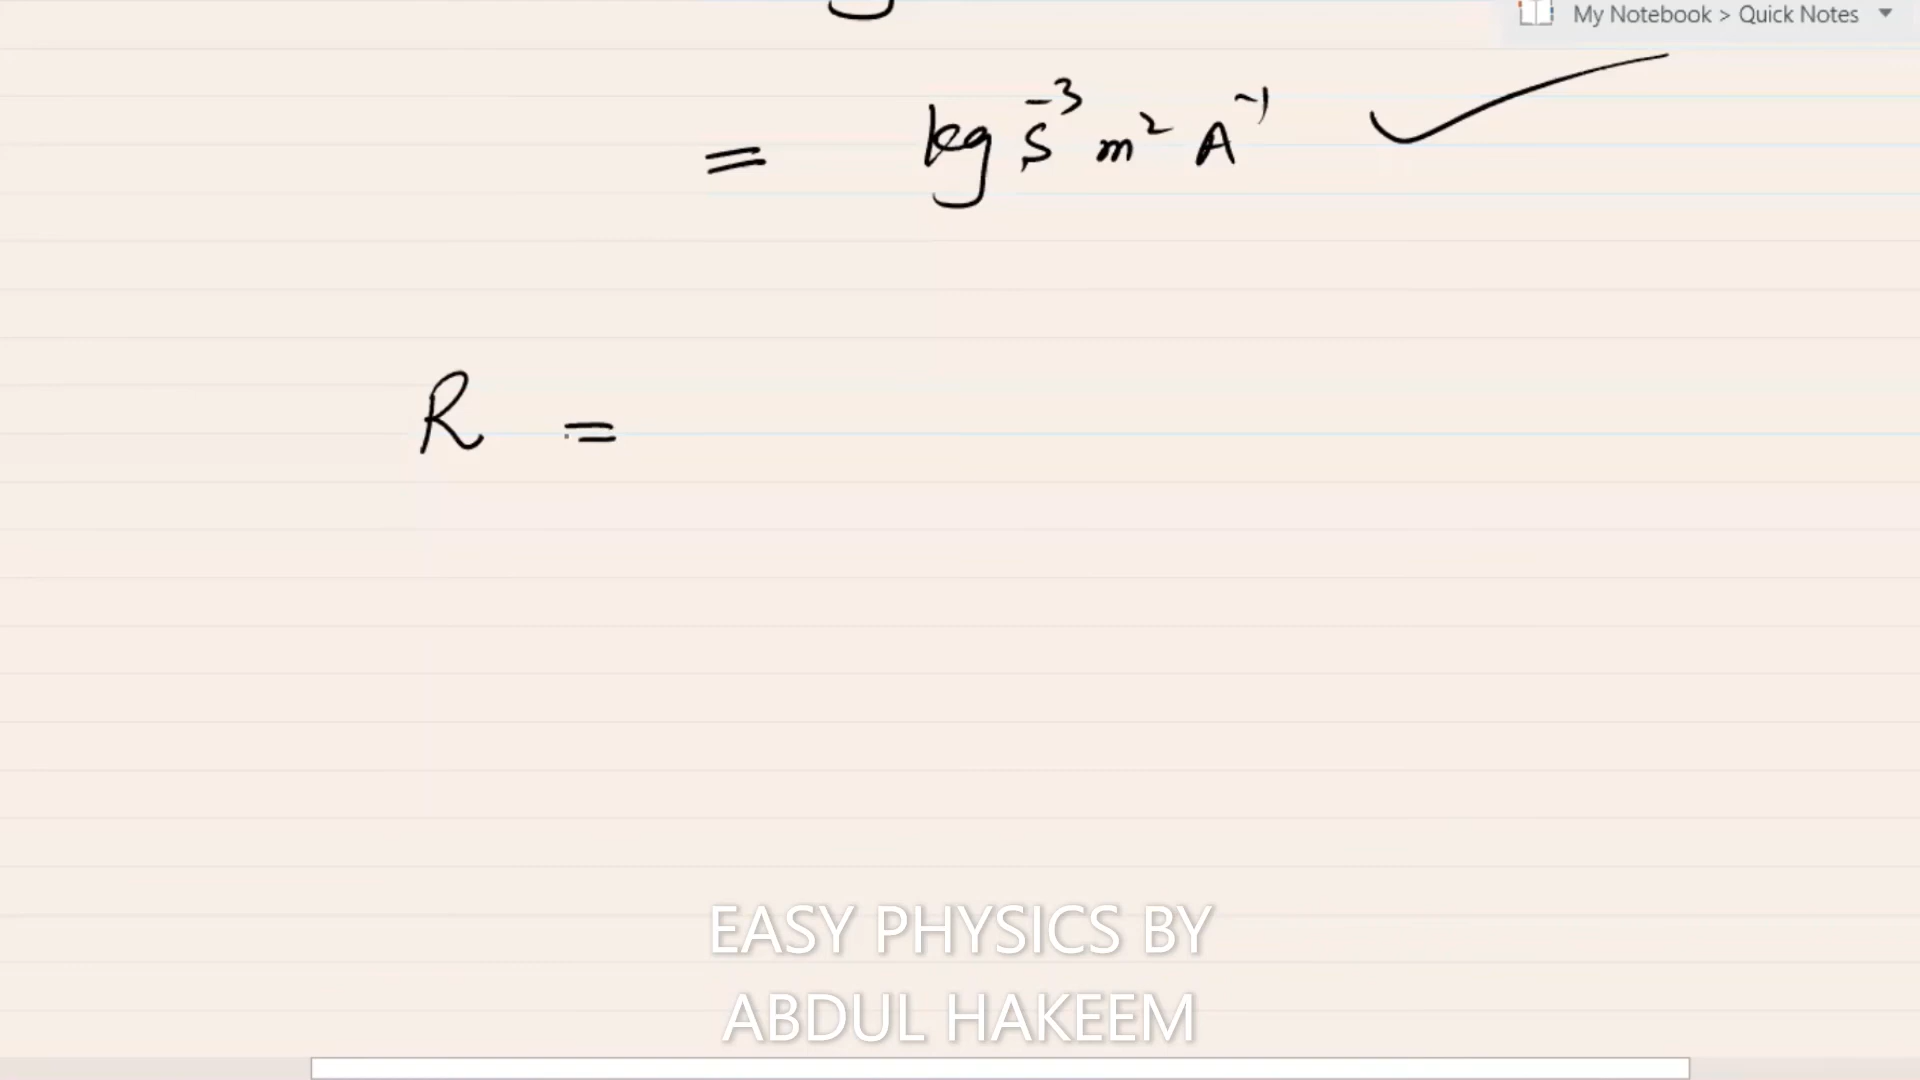 My Notebook > Quick Notes
= kg s⁻³ m² A⁻¹
R =
EASY PHYSICS BY
ABDUL HAKEEM